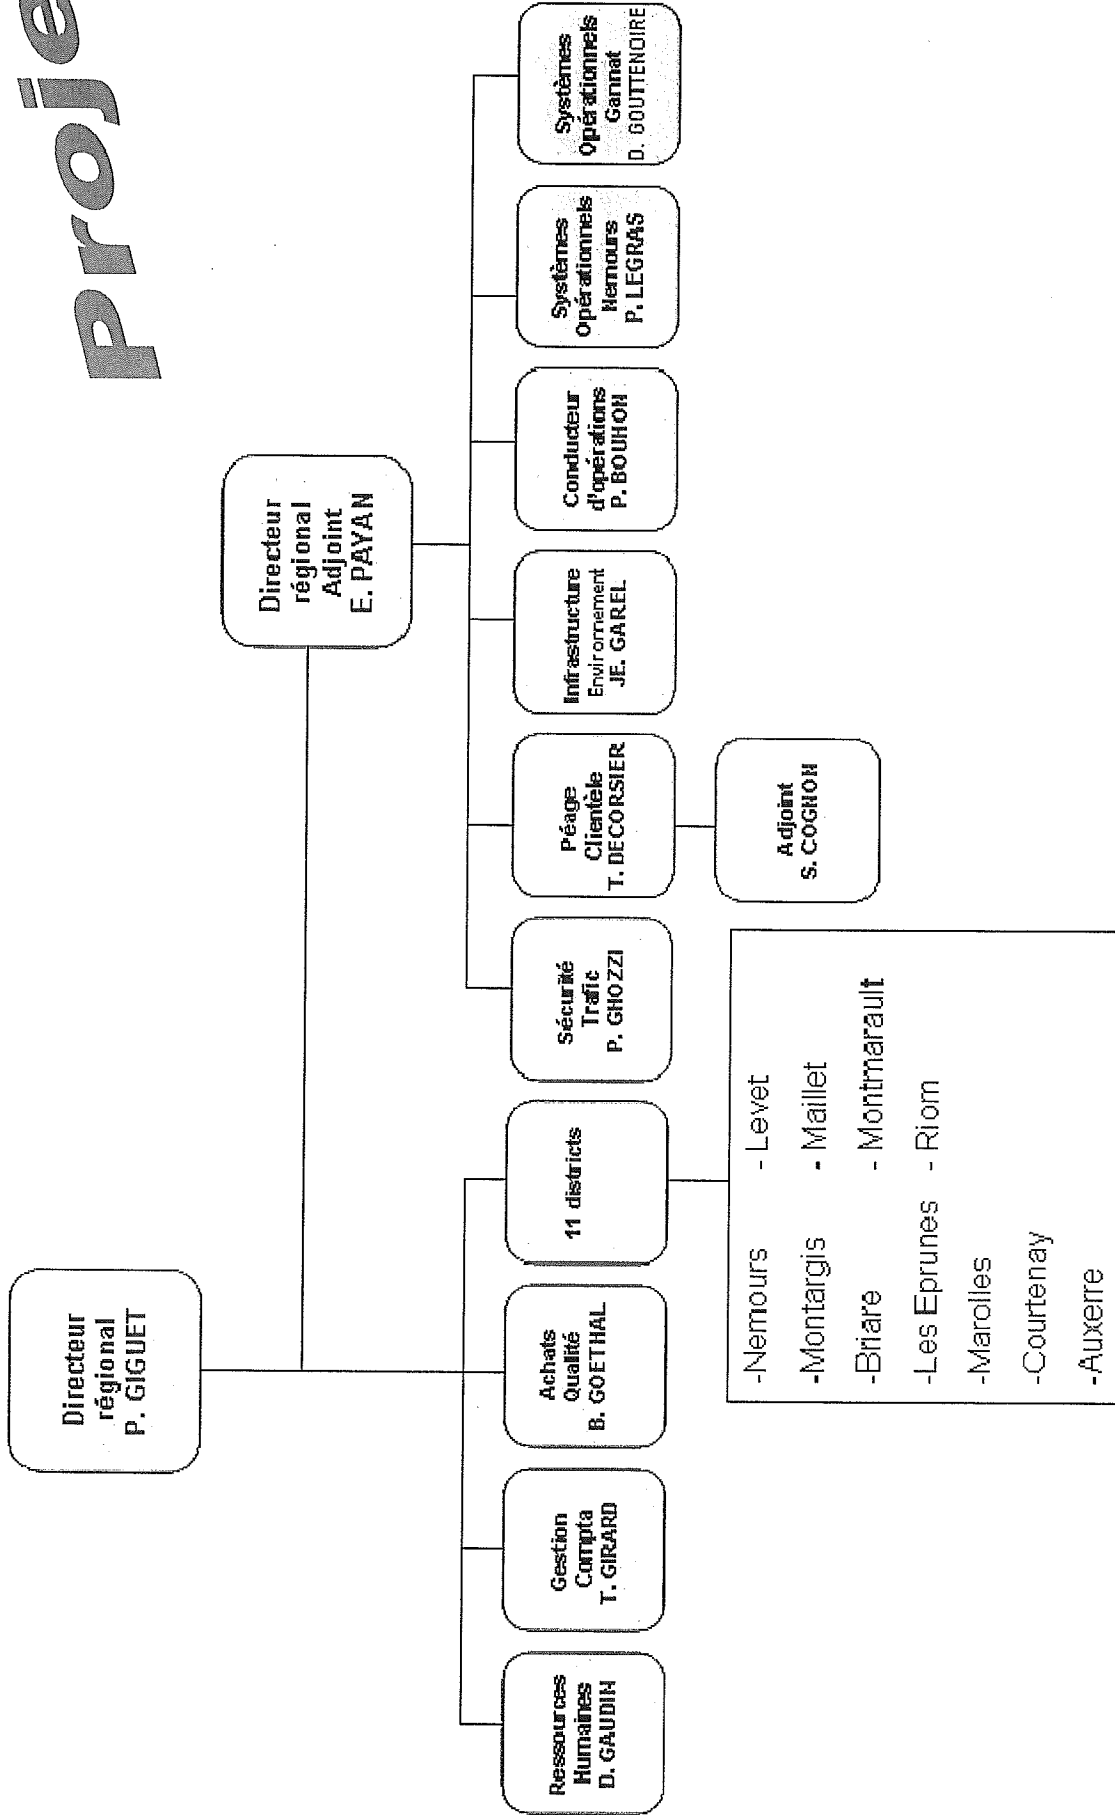 Proje
Directeur
régional
P. GIGUET
Directeur
régional
Adjoint
E. PAYAN
Ressources
Humaines
D. GAUDIN
Gestion
Compta
T. GIRARD
Achats
Qualité
B. GOETHAL
11 districts
Sécurité
Trafic
P. GHOZZI
Péage
Clientèle
T. DECORSIER
Infrastructure
Environnement
JE. GAREL
Conducteur
d'opérations
P. BOUHON
Systèmes
Opérationnels
Nemours
P. LEGRAS
Systèmes
Opérationnels
Gannat
D. GOUTTENOIRE
Adjoint
S. COGNON
-Nemours - Levet
-Montargis - Maillet
-Briare - Montmarault
-Les Eprunes - Riom
-Marolles
-Courtenay
-Auxerre